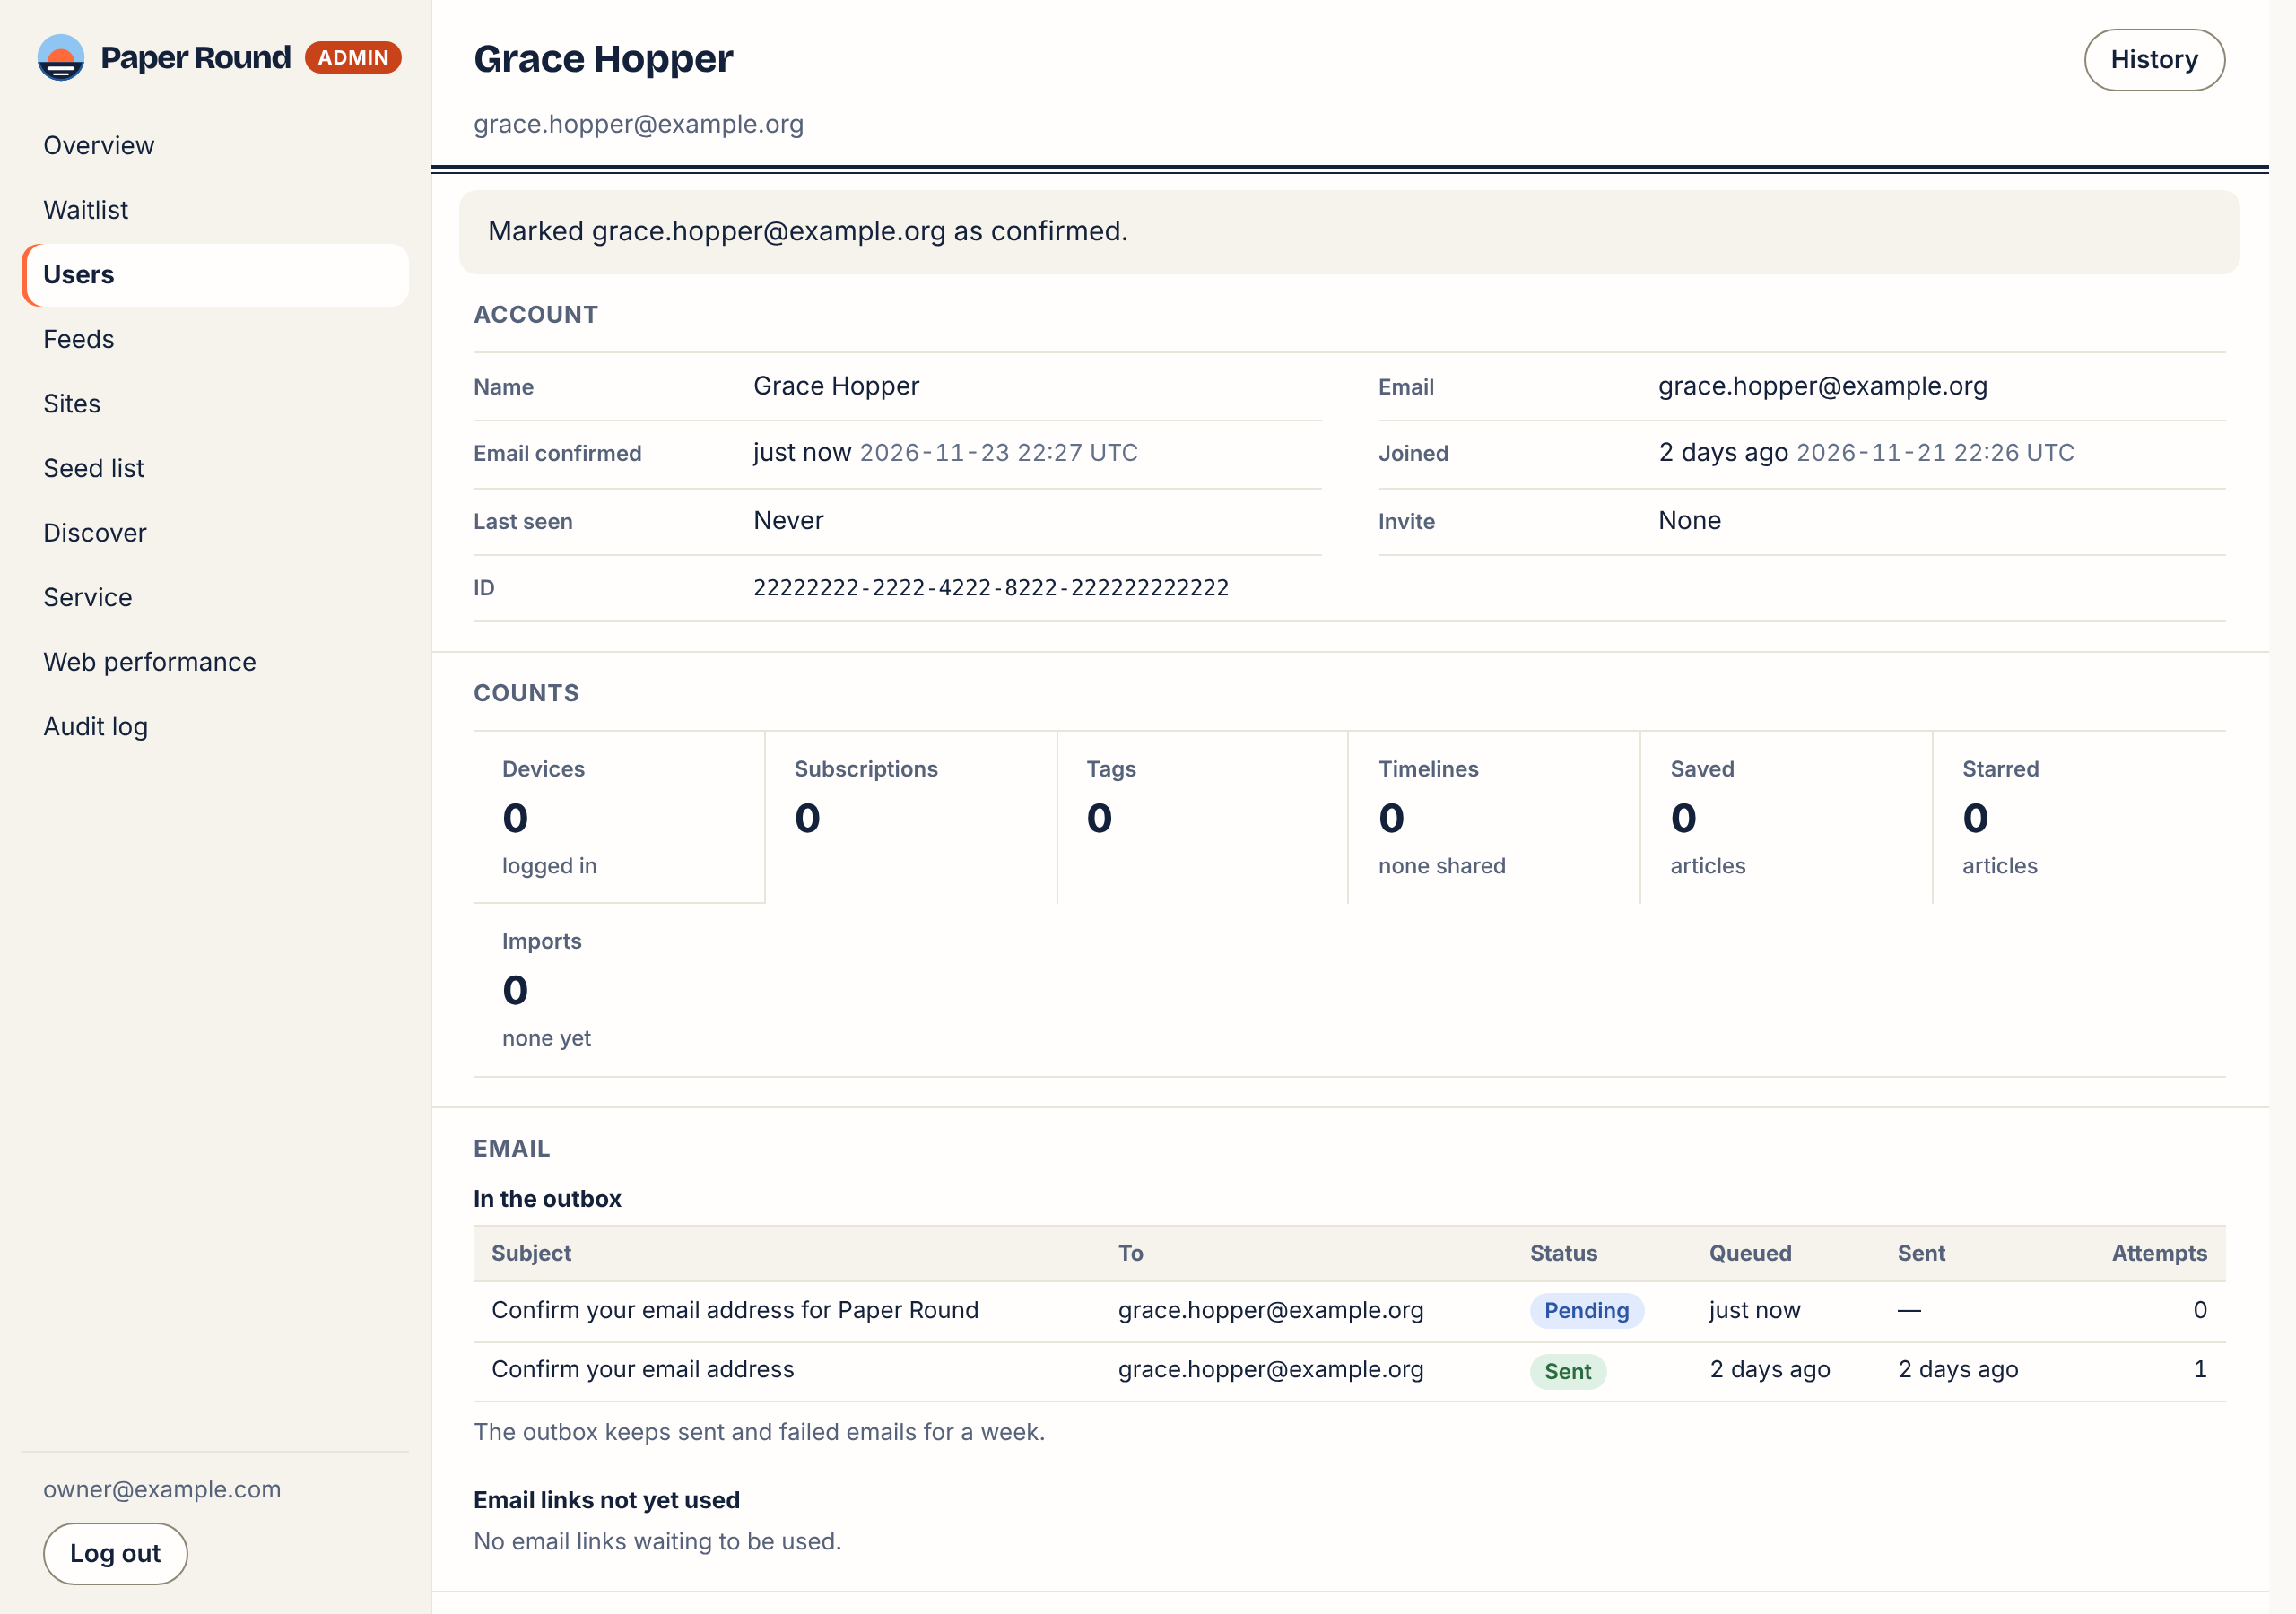 Paper Round ADMIN
Overview
Waitlist
Users
Feeds
Sites
Seed list
Discover
Service
Web performance
Audit log
owner@example.com
Log out
Grace Hopper
History
grace.hopper@example.org
Marked grace.hopper@example.org as confirmed.
ACCOUNT
Name Grace Hopper Email grace.hopper@example.org
Email confirmed just now 2026-11-23 22:27 UTC Joined 2 days ago 2026-11-21 22:26 UTC
Last seen Never Invite None
ID 22222222-2222-4222-8222-222222222222
COUNTS
Devices Subscriptions Tags Timelines Saved Starred
0 0 0 0 0 0
logged in none shared articles articles
Imports
0
none yet
EMAIL
In the outbox
Subject To Status Queued Sent Attempts
Confirm your email address for Paper Round grace.hopper@example.org Pending just now — 0
Confirm your email address grace.hopper@example.org Sent 2 days ago 2 days ago 1
The outbox keeps sent and failed emails for a week.
Email links not yet used
No email links waiting to be used.